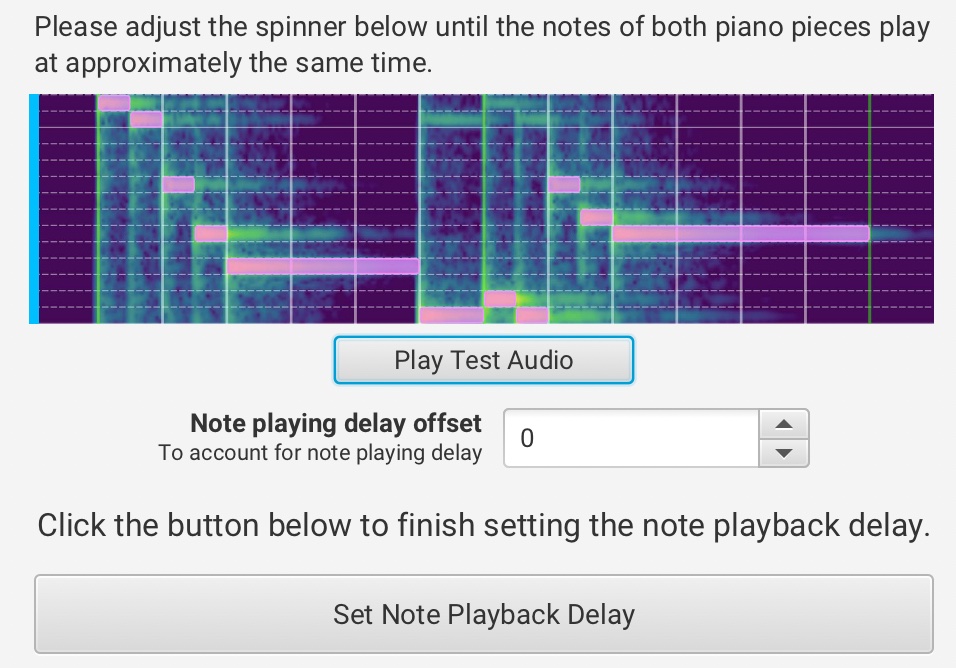 Please adjust the spinner below until the notes of both piano pieces play
at approximately the same time.
Play Test Audio
Note playing delay offset
To account for note playing delay
0
Click the button below to finish setting the note playback delay.
Set Note Playback Delay